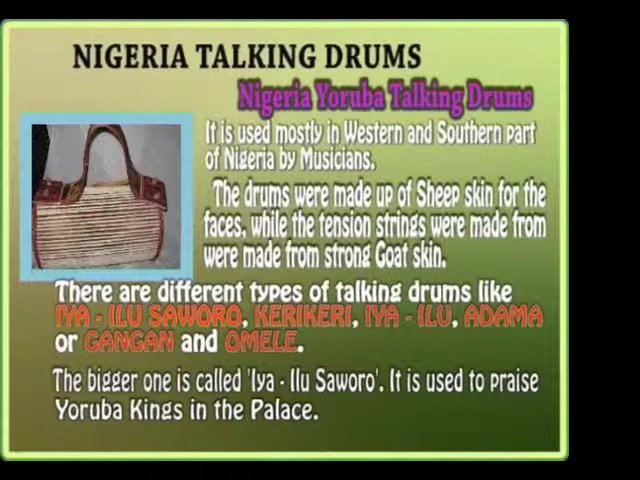 NIGERIA TALKING DRUMS
Nigeria Yoruba Talking Drums
It is used mostly in Western and Southern part
of Nigeria by Musicians.
The drums were made up of Sheep skin for the
faces, while the tension strings were made from
were made from strong Goat skin.
There are different types of talking drums like
IYA - ILU SAWORO, KERIKERI, IYA - ILU, ADAMA
or GANGAN and OMELE.
The bigger one is called 'Iya - Ilu Saworo'. It is used to praise
Yoruba Kings in the Palace.